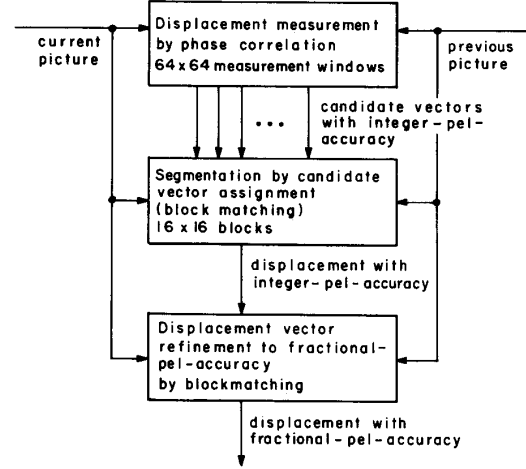 Displacement measurement
by phase correlation
64x64 measurement windows
current
picture
previous
picture
candidate vectors
with integer-pel-
accuracy
Segmentation by candidate
vector assignment
(block matching)
16 x 16 blocks
displacement with
integer-pel-accuracy
Displacement vector
refinement to fractional-
pel-accuracy
by blockmatching
displacement with
fractional-pel-accuracy